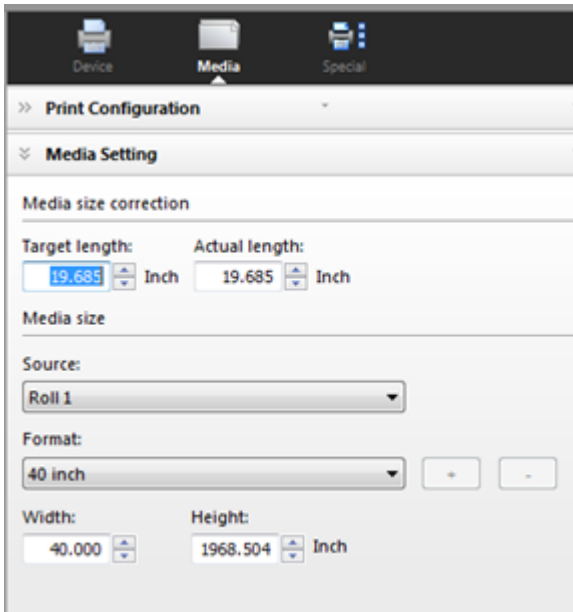 Device Media Special
Print Configuration
Media Setting
Media size correction
Target length: Actual length:
19.685 Inch 19.685 Inch
Media size
Source:
Roll 1
Format:
40 inch + -
Width: Height:
40.000 1968.504 Inch